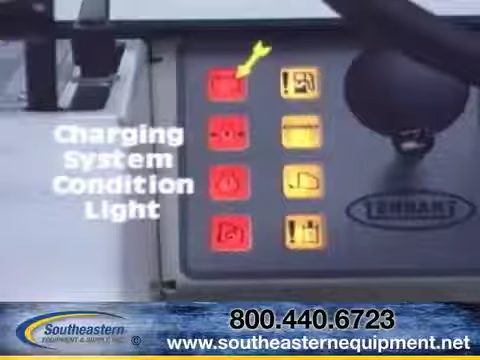 Charging
System
Condition
Light
TENNANT
Southeastern
EQUIPMENT & SUPPLY, INC.
©
800.440.6723
www.southeasternequipment.net